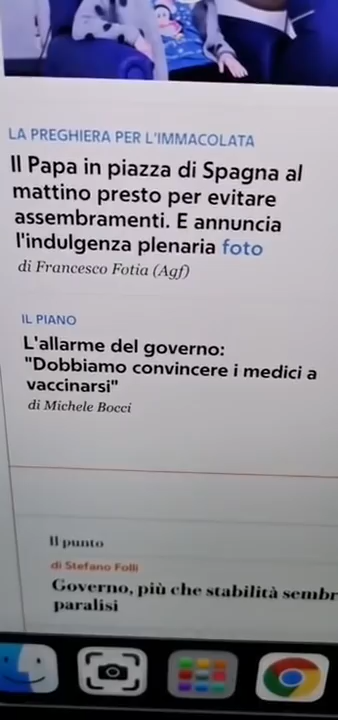 LA PREGHIERA PER L'IMMACOLATA
Il Papa in piazza di Spagna al
mattino presto per evitare
assembramenti. E annuncia
l'indulgenza plenaria foto
di Francesco Fotia (Agf)
IL PIANO
L'allarme del governo:
"Dobbiamo convincere i medici a
vaccinarsi"
di Michele Bocci
Il punto
di Stefano Folli
Governo, più che stabilità sembr
paralisi